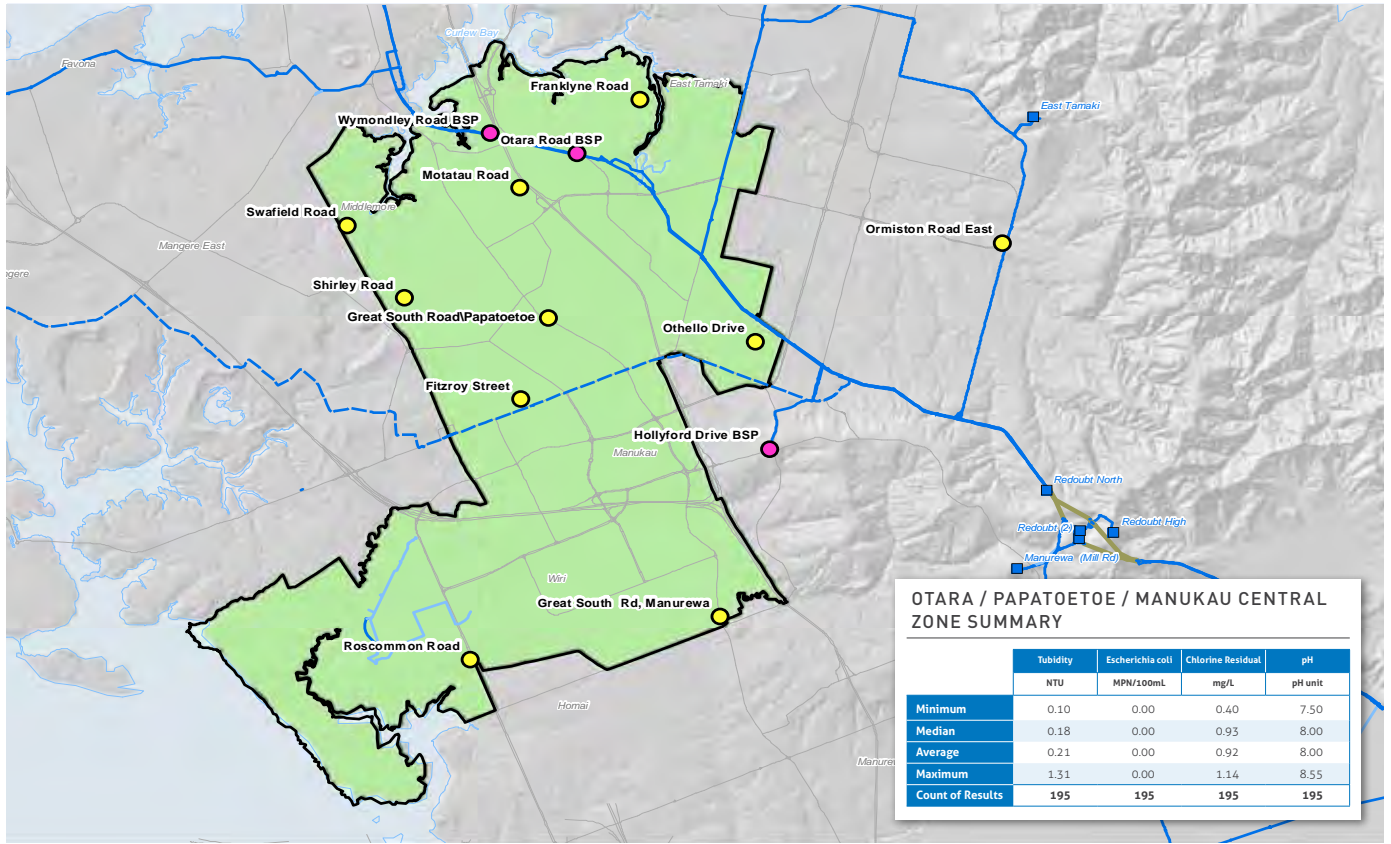 Curlew Bay
Favona
Franklyne Road
East Tamaki
East Tamaki
Wymondley Road BSP
Otara Road BSP
Motatau Road
Middlemore
Swafield Road
Mangere East
Ormiston Road East
ngere
Shirley Road
Great South Road\Papatoetoe
Othello Drive
Fitzroy Street
Hollyford Drive BSP
Manukau
Redoubt North
Redoubt (2)
Redoubt High
Manurewa (Mill Rd)
Wiri
Great South Rd, Manurewa
Roscommon Road
Homai
Manurew
OTARA / PAPATOETOE / MANUKAU CENTRAL
ZONE SUMMARY
Tubidity Escherichia coli Chlorine Residual pH
NTU MPN/100mL mg/L pH unit
Minimum 0.10 0.00 0.40 7.50
Median 0.18 0.00 0.93 8.00
Average 0.21 0.00 0.92 8.00
Maximum 1.31 0.00 1.14 8.55
Count of Results 195 195 195 195